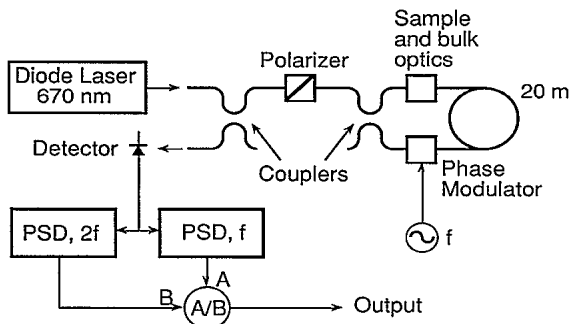 Sample
and bulk
optics
Polarizer
Diode Laser
670 nm
20 m
Detector
Couplers
Phase
Modulator
PSD, 2f
PSD, f
f
A
B
A/B
Output